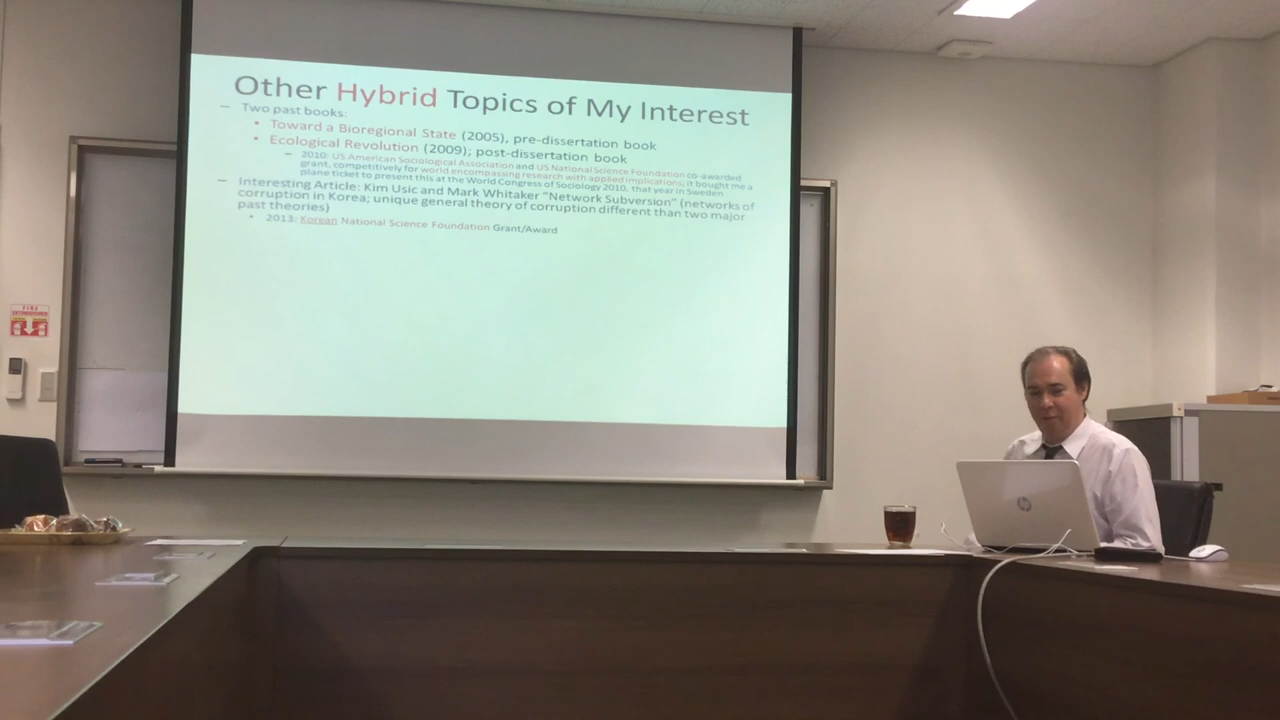 Other Hybrid Topics of My Interest
– Two past books:
• Toward a Bioregional State (2005), pre-dissertation book
• Ecological Revolution (2009); post-dissertation book
– 2010: US American Sociological Association and US National Science Foundation co-awarded
grant, competitively for world encompassing research with applied implications; it bought me a
plane ticket to present this at the World Congress of Sociology 2010, that year in Sweden
– Interesting Article: Kim Usic and Mark Whitaker "Network Subversion" (networks of
corruption in Korea; unique general theory of corruption different than two major
past theories)
• 2013: Korean National Science Foundation Grant/Award
FIRE
EXTINGUISHER
hp